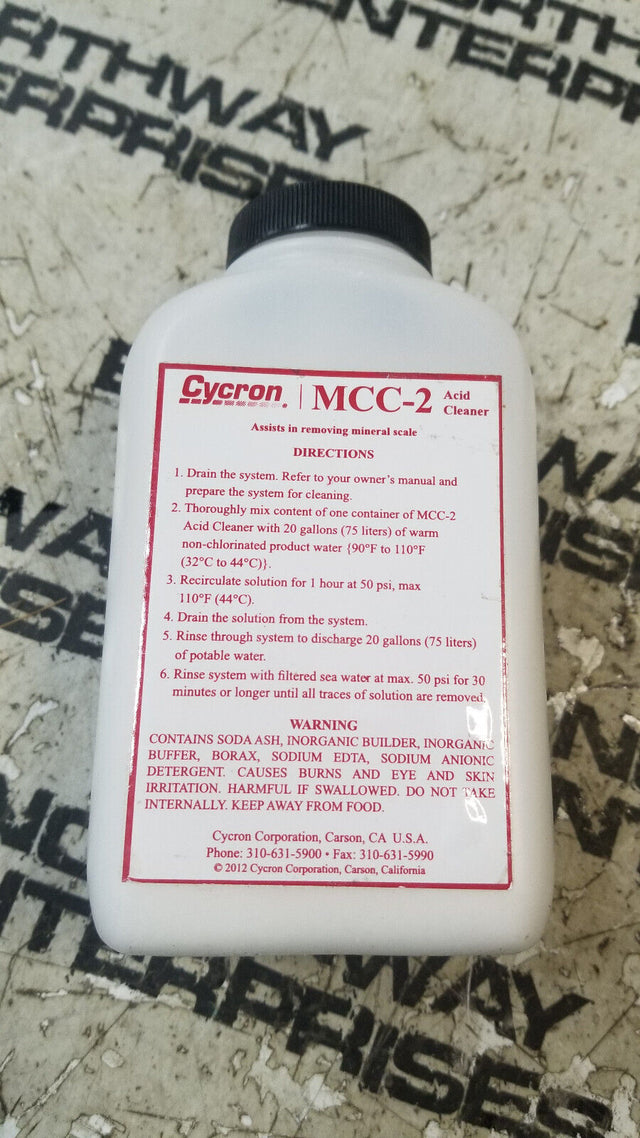 NORTHWAY
ENTERPRISES
Cycron. | MCC-2 Acid
Cleaner
Assists in removing mineral scale
DIRECTIONS
1. Drain the system. Refer to your owner's manual and
prepare the system for cleaning.
2. Thoroughly mix content of one container of MCC-2
Acid Cleaner with 20 gallons (75 liters) of warm
non-chlorinated product water {90°F to 110°F
(32°C to 44°C)}.
3. Recirculate solution for 1 hour at 50 psi, max
110°F (44°C).
4. Drain the solution from the system.
5. Rinse through system to discharge 20 gallons (75 liters)
of potable water.
6. Rinse system with filtered sea water at max. 50 psi for 30
minutes or longer until all traces of solution are removed.
WARNING
CONTAINS SODA ASH, INORGANIC BUILDER, INORGANIC
BUFFER, BORAX, SODIUM EDTA, SODIUM ANIONIC
DETERGENT. CAUSES BURNS AND EYE AND SKIN
IRRITATION. HARMFUL IF SWALLOWED. DO NOT TAKE
INTERNALLY. KEEP AWAY FROM FOOD.
Cycron Corporation, Carson, CA U.S.A.
Phone: 310-631-5900 • Fax: 310-631-5990
© 2012 Cycron Corporation, Carson, California